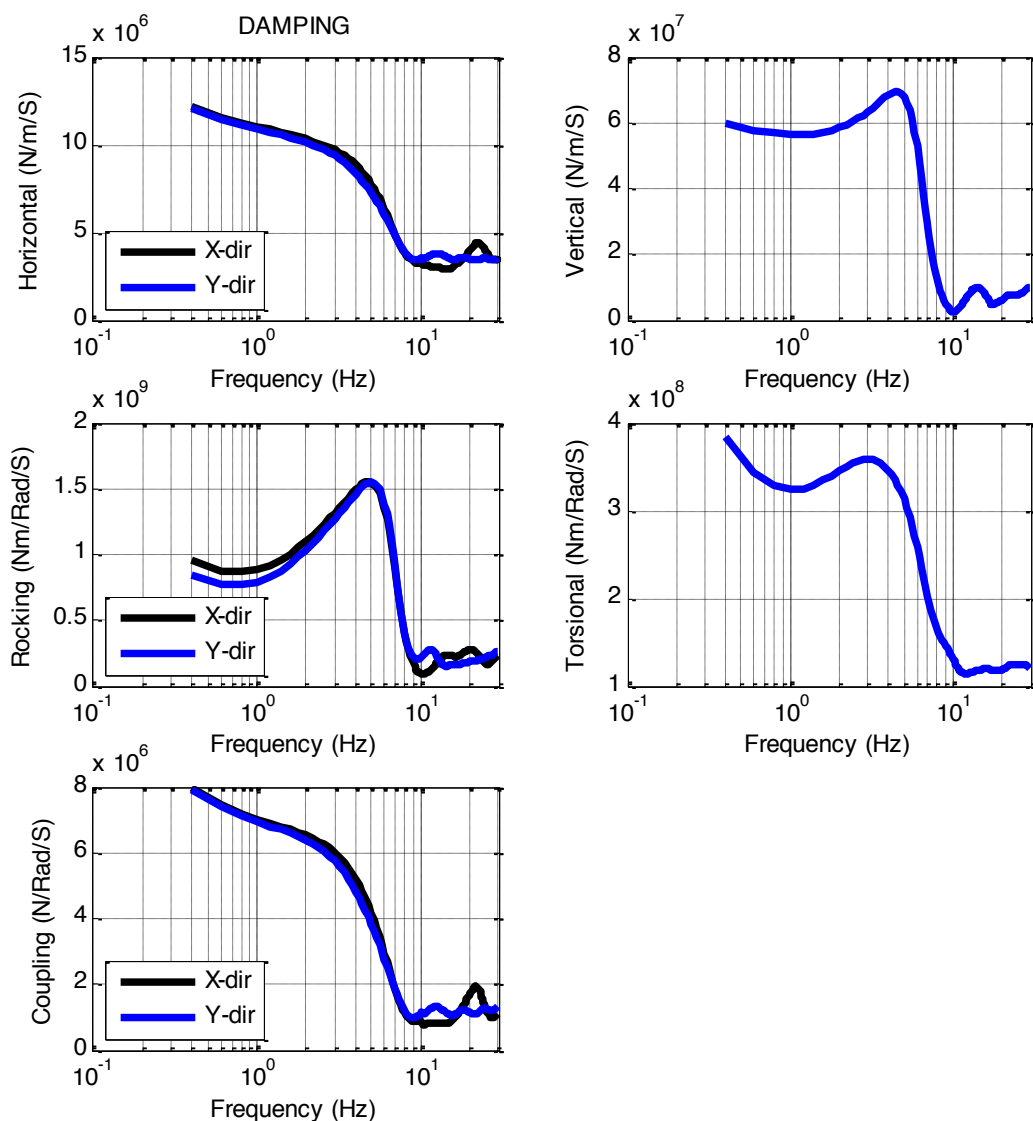 DAMPING
x 10^6
15
10
5
0
Horizontal (N/m/S)
X-dir
Y-dir
10^-1
10^0
10^1
Frequency (Hz)
x 10^7
8
6
4
2
0
Vertical (N/m/S)
10^-1
10^0
10^1
Frequency (Hz)
x 10^9
2
1.5
1
0.5
0
Rocking (Nm/Rad/S)
X-dir
Y-dir
10^-1
10^0
10^1
Frequency (Hz)
x 10^8
4
3
2
1
Torsional (Nm/Rad/S)
10^-1
10^0
10^1
Frequency (Hz)
x 10^6
8
6
4
2
0
Coupling (N/Rad/S)
X-dir
Y-dir
10^-1
10^0
10^1
Frequency (Hz)